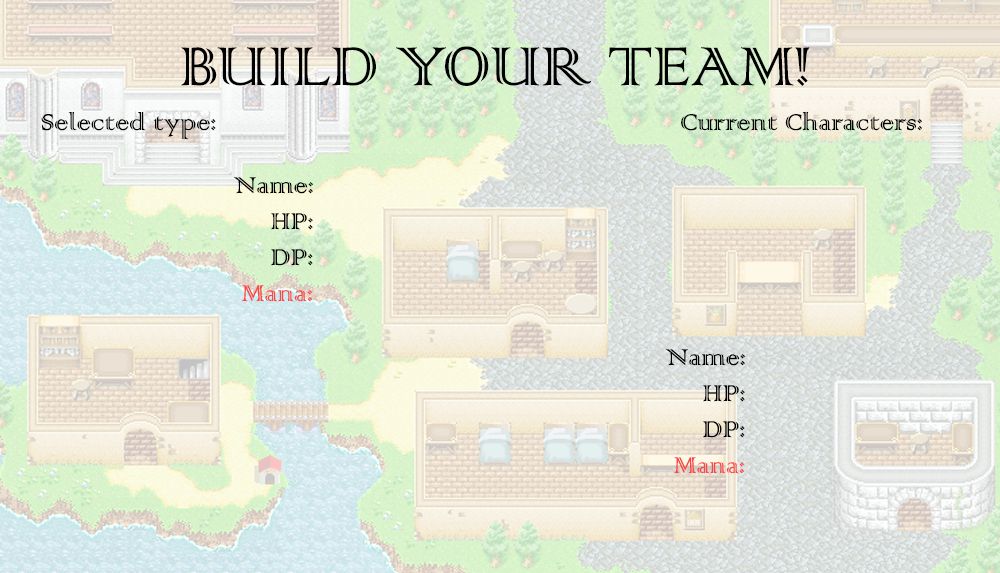 BUILD YOUR TEAM!
Selected type:
Current Characters:
Name:
HP:
DP:
Mana:
Name:
HP:
DP:
Mana: